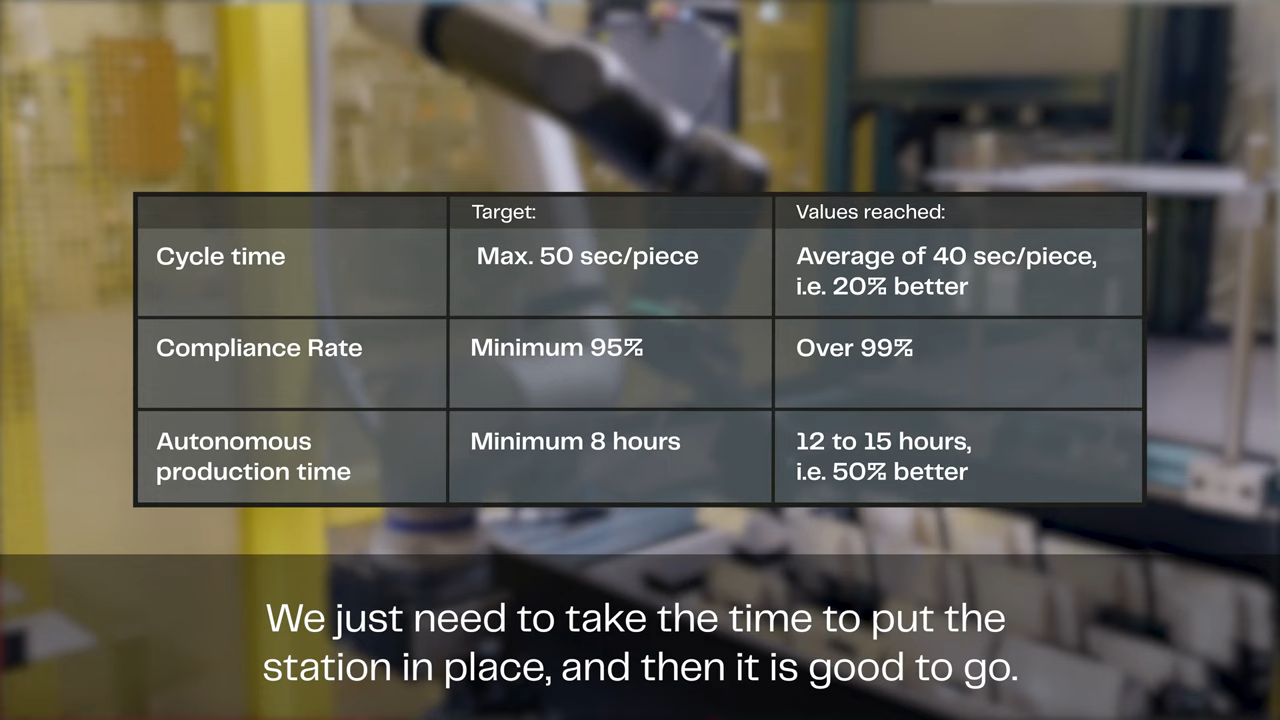 Target:
Values reached:
Cycle time
Max. 50 sec/piece
Average of 40 sec/piece,
i.e. 20% better
Compliance Rate
Minimum 95%
Over 99%
Autonomous
production time
Minimum 8 hours
12 to 15 hours,
i.e. 50% better
We just need to take the time to put the
station in place, and then it is good to go.